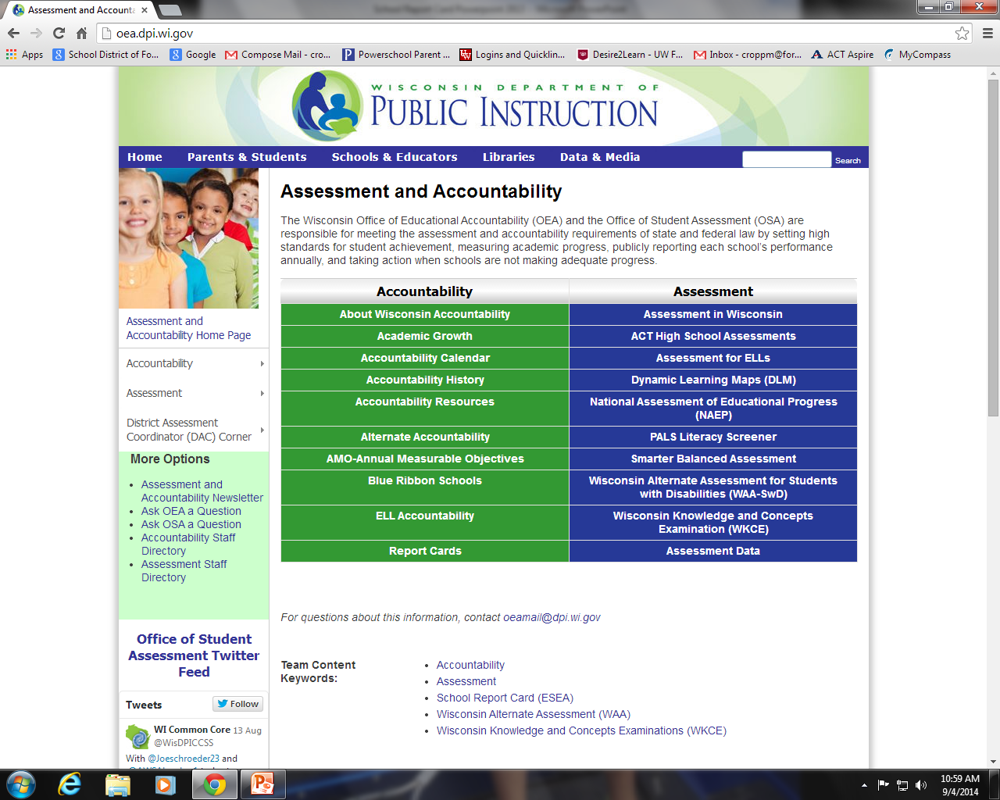 Assessment and Accounta
oea.dpi.wi.gov
Apps School District of Fo... Google Compose Mail - cro... Powerschool Parent ... Logins and Quicklin... Desire2Learn - UW F... Inbox - croppm@for... ACT Aspire MyCompass
WISCONSIN DEPARTMENT OF
PUBLIC INSTRUCTION
Home Parents & Students Schools & Educators Libraries Data & Media Search
Assessment and Accountability
The Wisconsin Office of Educational Accountability (OEA) and the Office of Student Assessment (OSA) are
responsible for meeting the assessment and accountability requirements of state and federal law by setting high
standards for student achievement, measuring academic progress, publicly reporting each school's performance
annually, and taking action when schools are not making adequate progress.
Accountability Assessment
About Wisconsin Accountability Assessment in Wisconsin
Academic Growth ACT High School Assessments
Accountability Calendar Assessment for ELLs
Accountability History Dynamic Learning Maps (DLM)
Accountability Resources National Assessment of Educational Progress
(NAEP)
Alternate Accountability PALS Literacy Screener
AMO-Annual Measurable Objectives Smarter Balanced Assessment
Blue Ribbon Schools Wisconsin Alternate Assessment for Students
with Disabilities (WAA-SwD)
ELL Accountability Wisconsin Knowledge and Concepts
Examination (WKCE)
Report Cards Assessment Data
For questions about this information, contact oeamail@dpi.wi.gov
Team Content
Keywords:
Accountability
Assessment
School Report Card (ESEA)
Wisconsin Alternate Assessment (WAA)
Wisconsin Knowledge and Concepts Examinations (WKCE)
Assessment and
Accountability Home Page
Accountability
Assessment
District Assessment
Coordinator (DAC) Corner
More Options
Assessment and
Accountability Newsletter
Ask OEA a Question
Ask OSA a Question
Accountability Staff
Directory
Assessment Staff
Directory
Office of Student
Assessment Twitter
Feed
Tweets Follow
WI Common Core 13 Aug
@WisDPICCSS
With @Joeschroeder23 and
10:59 AM
9/4/2014